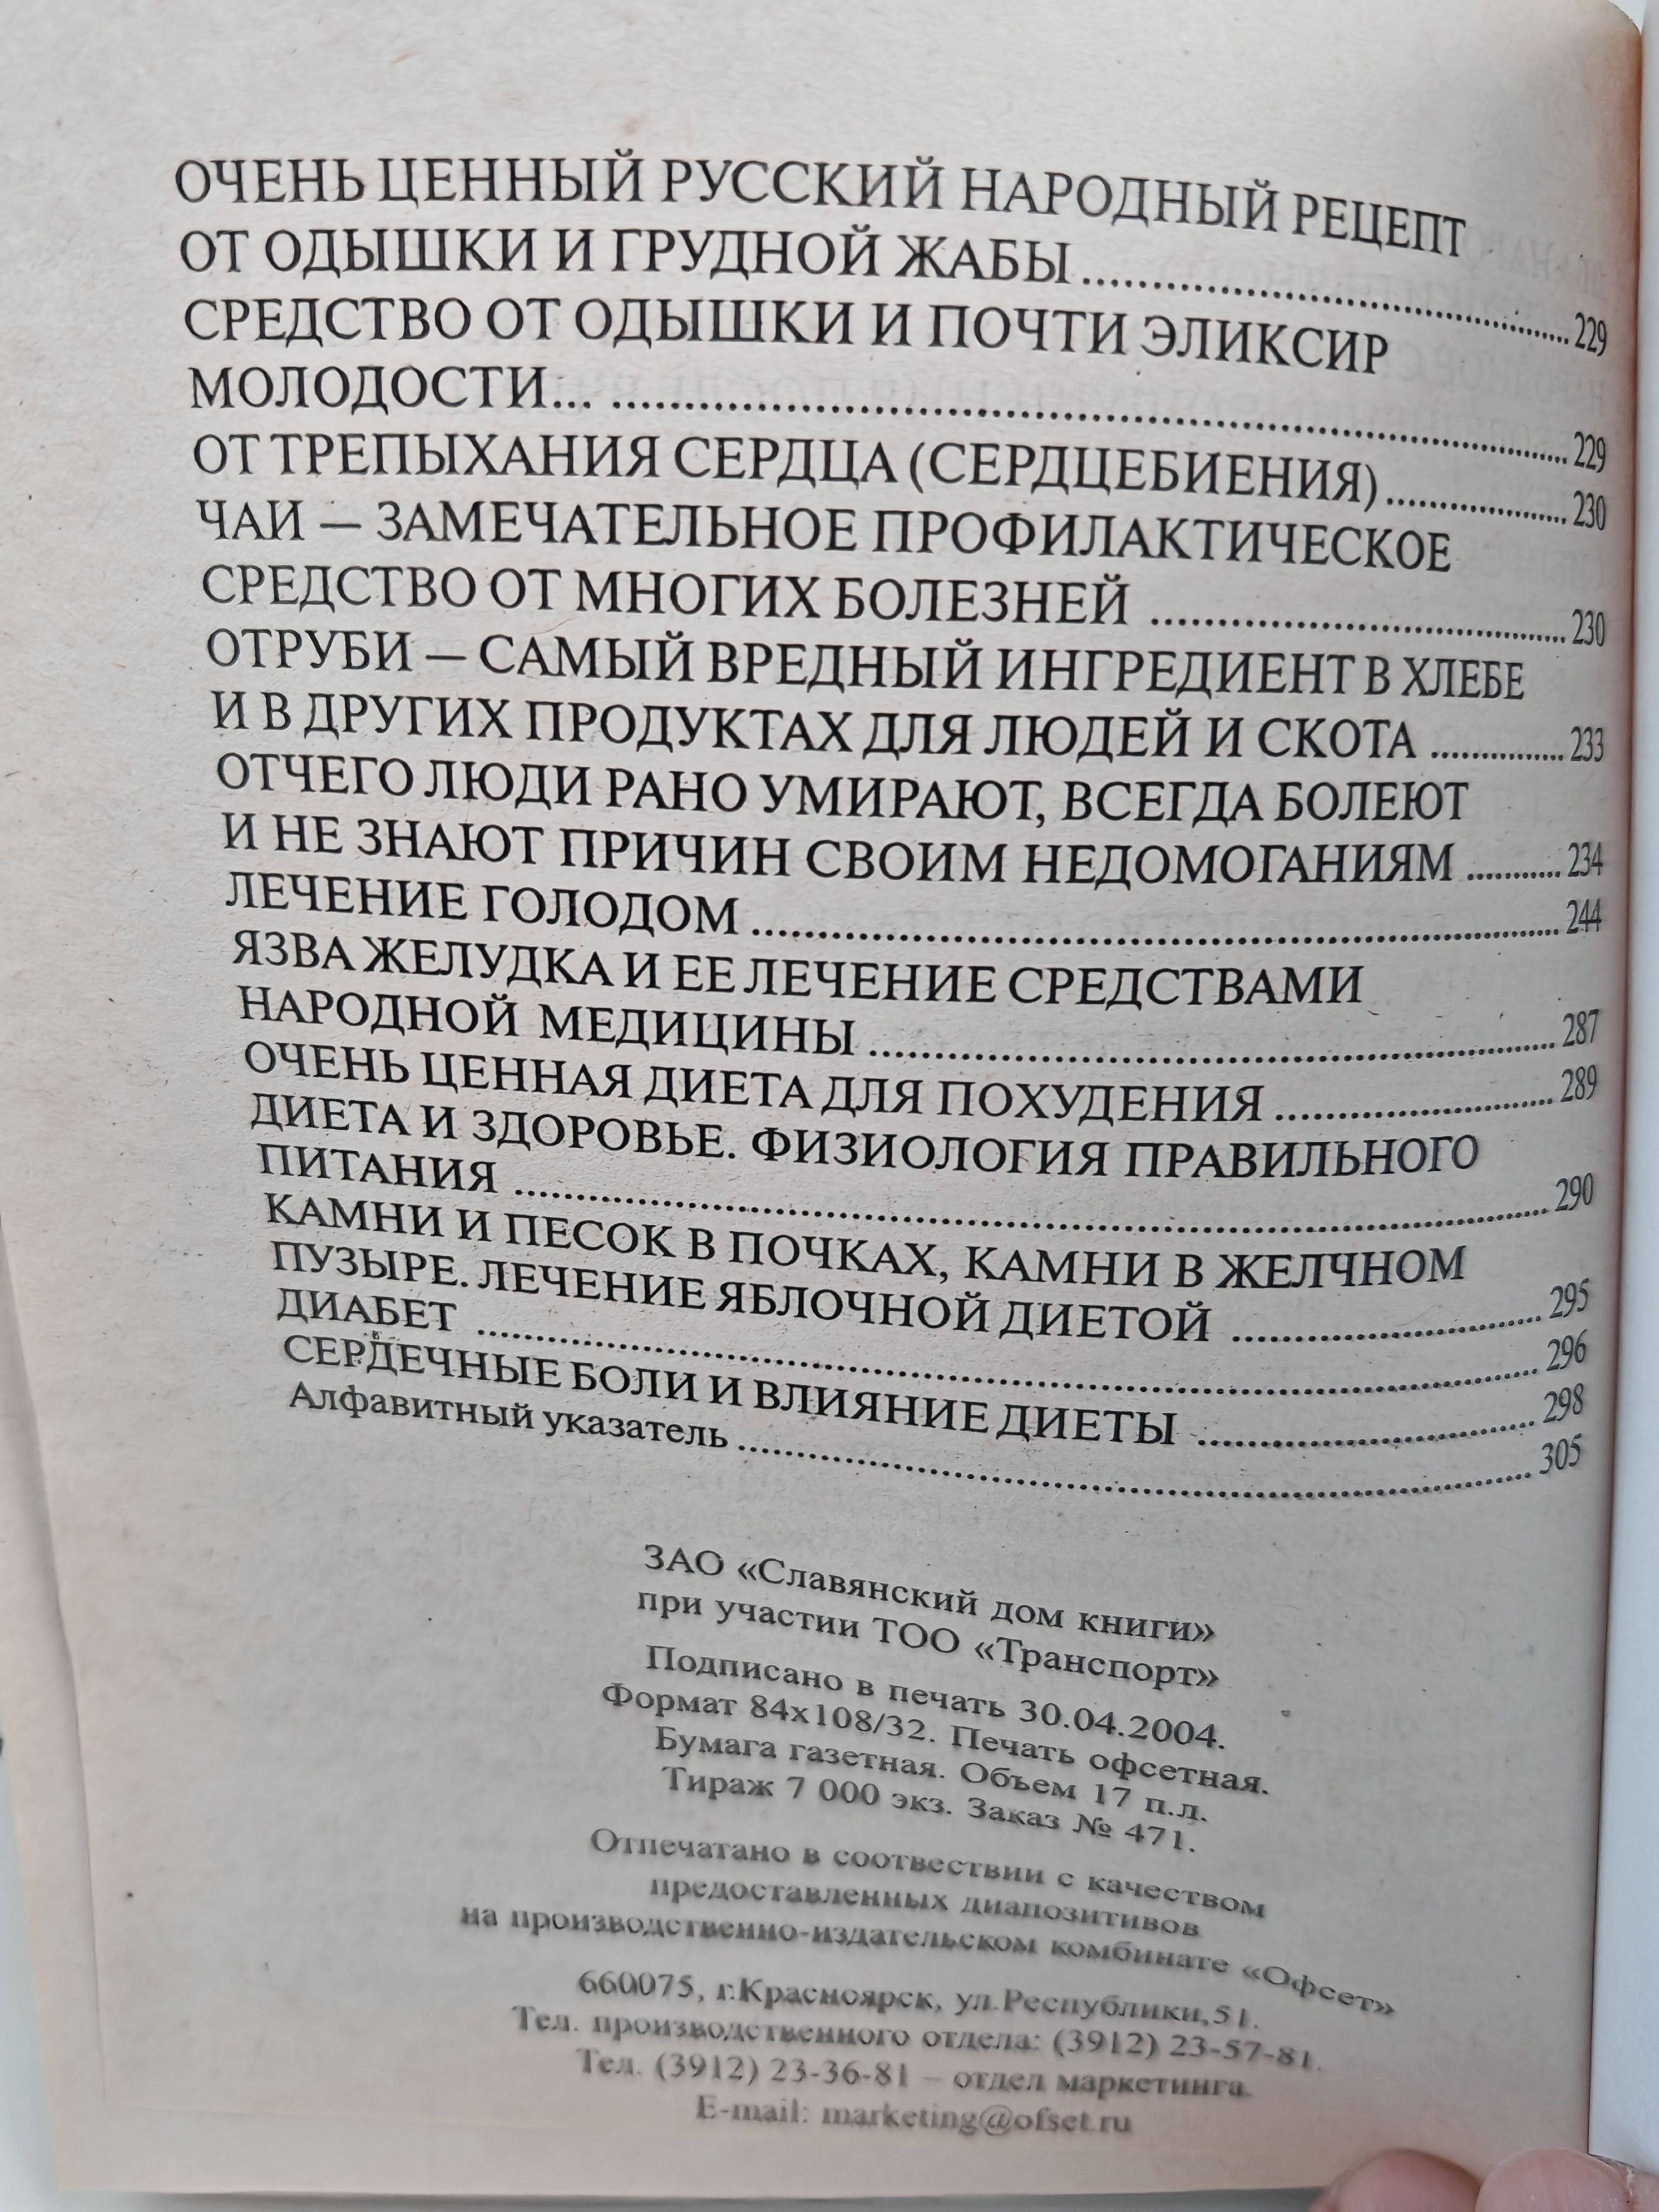 ОЧЕНЬ ЦЕННЫЙ РУССКИЙ НАРОДНЫЙ РЕЦЕПТ
ОТ ОДЫШКИ И ГРУДНОЙ ЖАБЫ ........ 229
СРЕДСТВО ОТ ОДЫШКИ И ПОЧТИ ЭЛИКСИР
МОЛОДОСТИ... ........ 229
ОТ ТРЕПЫХАНИЯ СЕРДЦА (СЕРДЦЕБИЕНИЯ) ........ 230
ЧАИ — ЗАМЕЧАТЕЛЬНОЕ ПРОФИЛАКТИЧЕСКОЕ
СРЕДСТВО ОТ МНОГИХ БОЛЕЗНЕЙ ........ 230
ОТРУБИ — САМЫЙ ВРЕДНЫЙ ИНГРЕДИЕНТ В ХЛЕБЕ
И В ДРУГИХ ПРОДУКТАХ ДЛЯ ЛЮДЕЙ И СКОТА ........ 233
ОТЧЕГО ЛЮДИ РАНО УМИРАЮТ, ВСЕГДА БОЛЕЮТ
И НЕ ЗНАЮТ ПРИЧИН СВОИМ НЕДОМОГАНИЯМ ........ 234
ЛЕЧЕНИЕ ГОЛОДОМ ........ 244
ЯЗВА ЖЕЛУДКА И ЕЕ ЛЕЧЕНИЕ СРЕДСТВАМИ
НАРОДНОЙ МЕДИЦИНЫ ........ 287
ОЧЕНЬ ЦЕННАЯ ДИЕТА ДЛЯ ПОХУДЕНИЯ ........ 289
ДИЕТА И ЗДОРОВЬЕ. ФИЗИОЛОГИЯ ПРАВИЛЬНОГО
ПИТАНИЯ ........ 290
КАМНИ И ПЕСОК В ПОЧКАХ, КАМНИ В ЖЕЛЧНОМ
ПУЗЫРЕ. ЛЕЧЕНИЕ ЯБЛОЧНОЙ ДИЕТОЙ ........ 295
ДИАБЕТ ........ 296
СЕРДЕЧНЫЕ БОЛИ И ВЛИЯНИЕ ДИЕТЫ ........ 298
Алфавитный указатель ........ 305
ЗАО «Славянский дом книги»
при участии ТОО «Транспорт»
Подписано в печать 30.04.2004.
Формат 84x108/32. Печать офсетная.
Бумага газетная. Объем 17 п.л.
Тираж 7 000 экз. Заказ № 471.
Отпечатано в соотвествии с качеством
предоставленных диапозитивов
на производственно-издательском комбинате «Офсет»
660075, г.Красноярск, ул.Республики,51.
Тел. производственного отдела: (3912) 23-57-81.
Тел. (3912) 23-36-81 – отдел маркетинга.
E-mail: marketing@ofset.ru